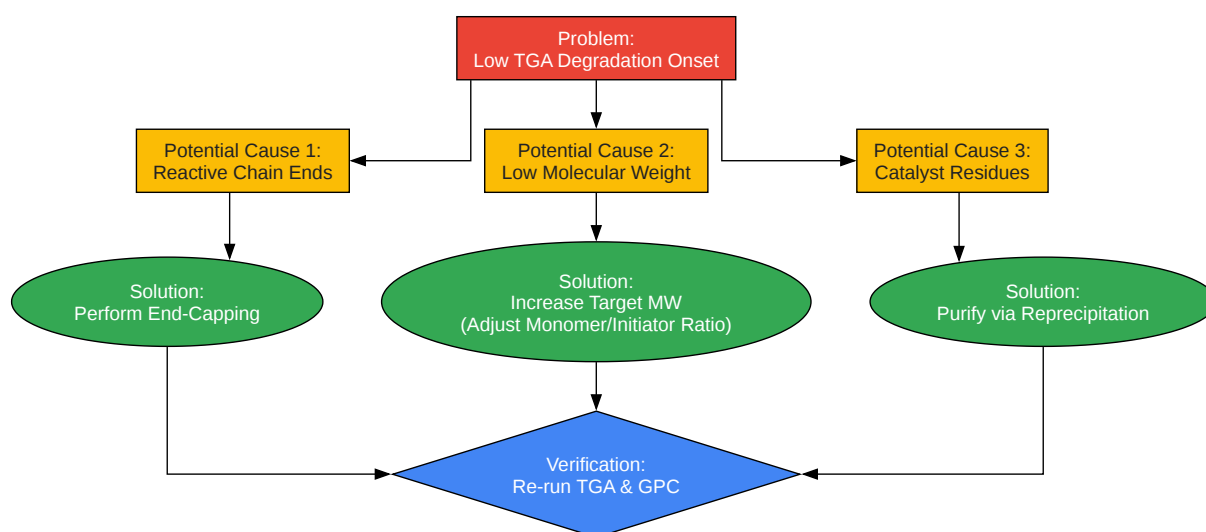 Problem:
Low TGA Degradation Onset
Potential Cause 1:
Reactive Chain Ends
Potential Cause 2:
Low Molecular Weight
Potential Cause 3:
Catalyst Residues
Solution:
Perform End-Capping
Solution:
Increase Target MW
(Adjust Monomer/Initiator Ratio)
Solution:
Purify via Reprecipitation
Verification:
Re-run TGA & GPC